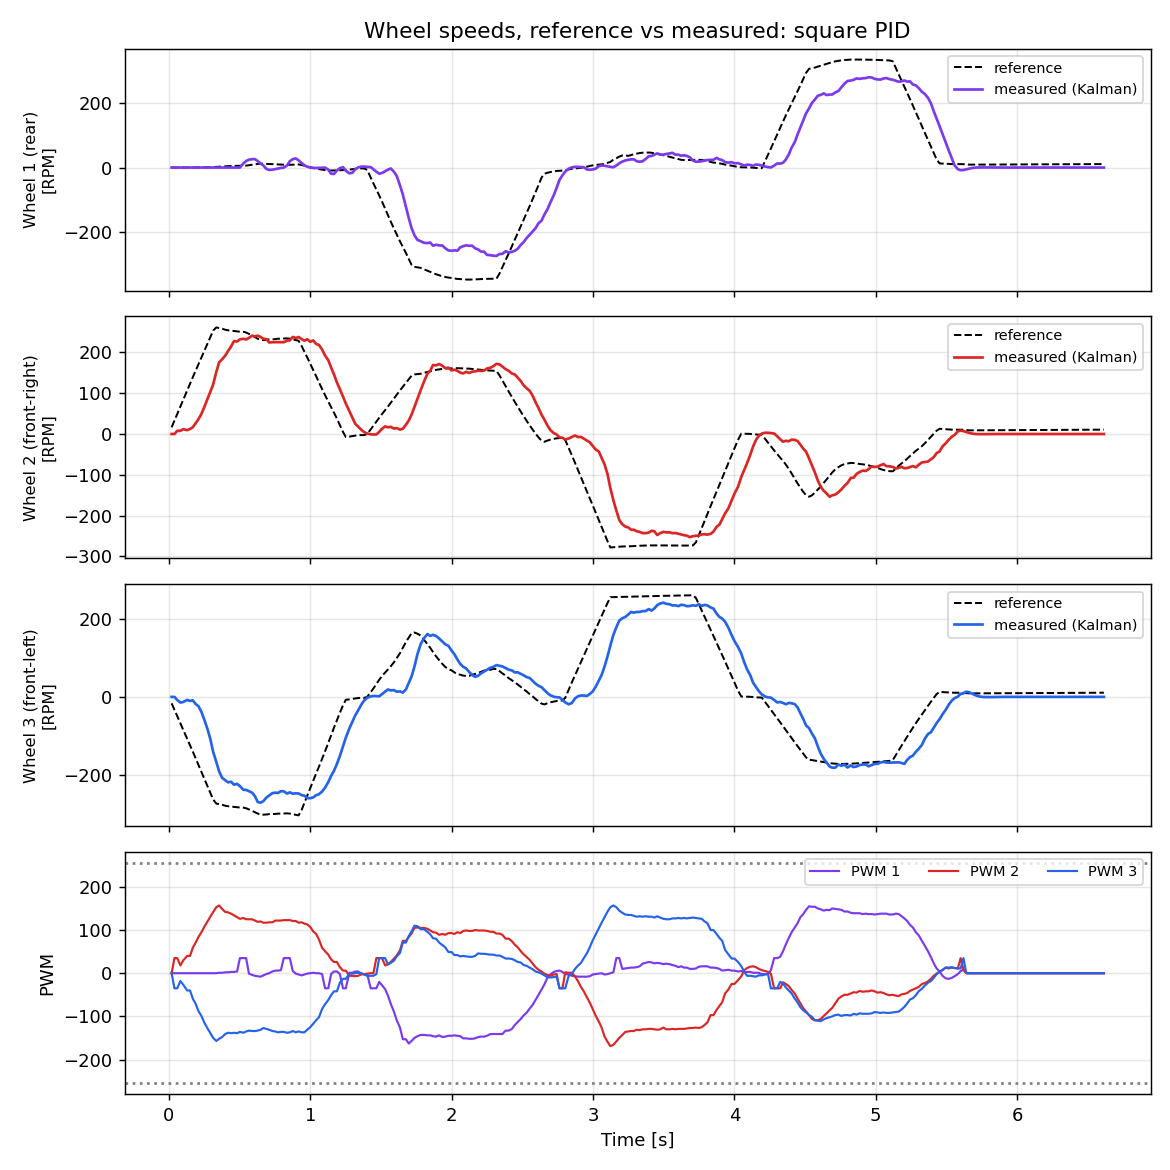 Wheel speeds, reference vs measured: square PID
Wheel 1 (rear)
[RPM]
200
0
−200
reference
measured (Kalman)
Wheel 2 (front-right)
[RPM]
200
100
0
−100
−200
−300
reference
measured (Kalman)
Wheel 3 (front-left)
[RPM]
200
0
−200
reference
measured (Kalman)
PWM
200
100
0
−100
−200
PWM 1 PWM 2 PWM 3
0 1 2 3 4 5 6
Time [s]